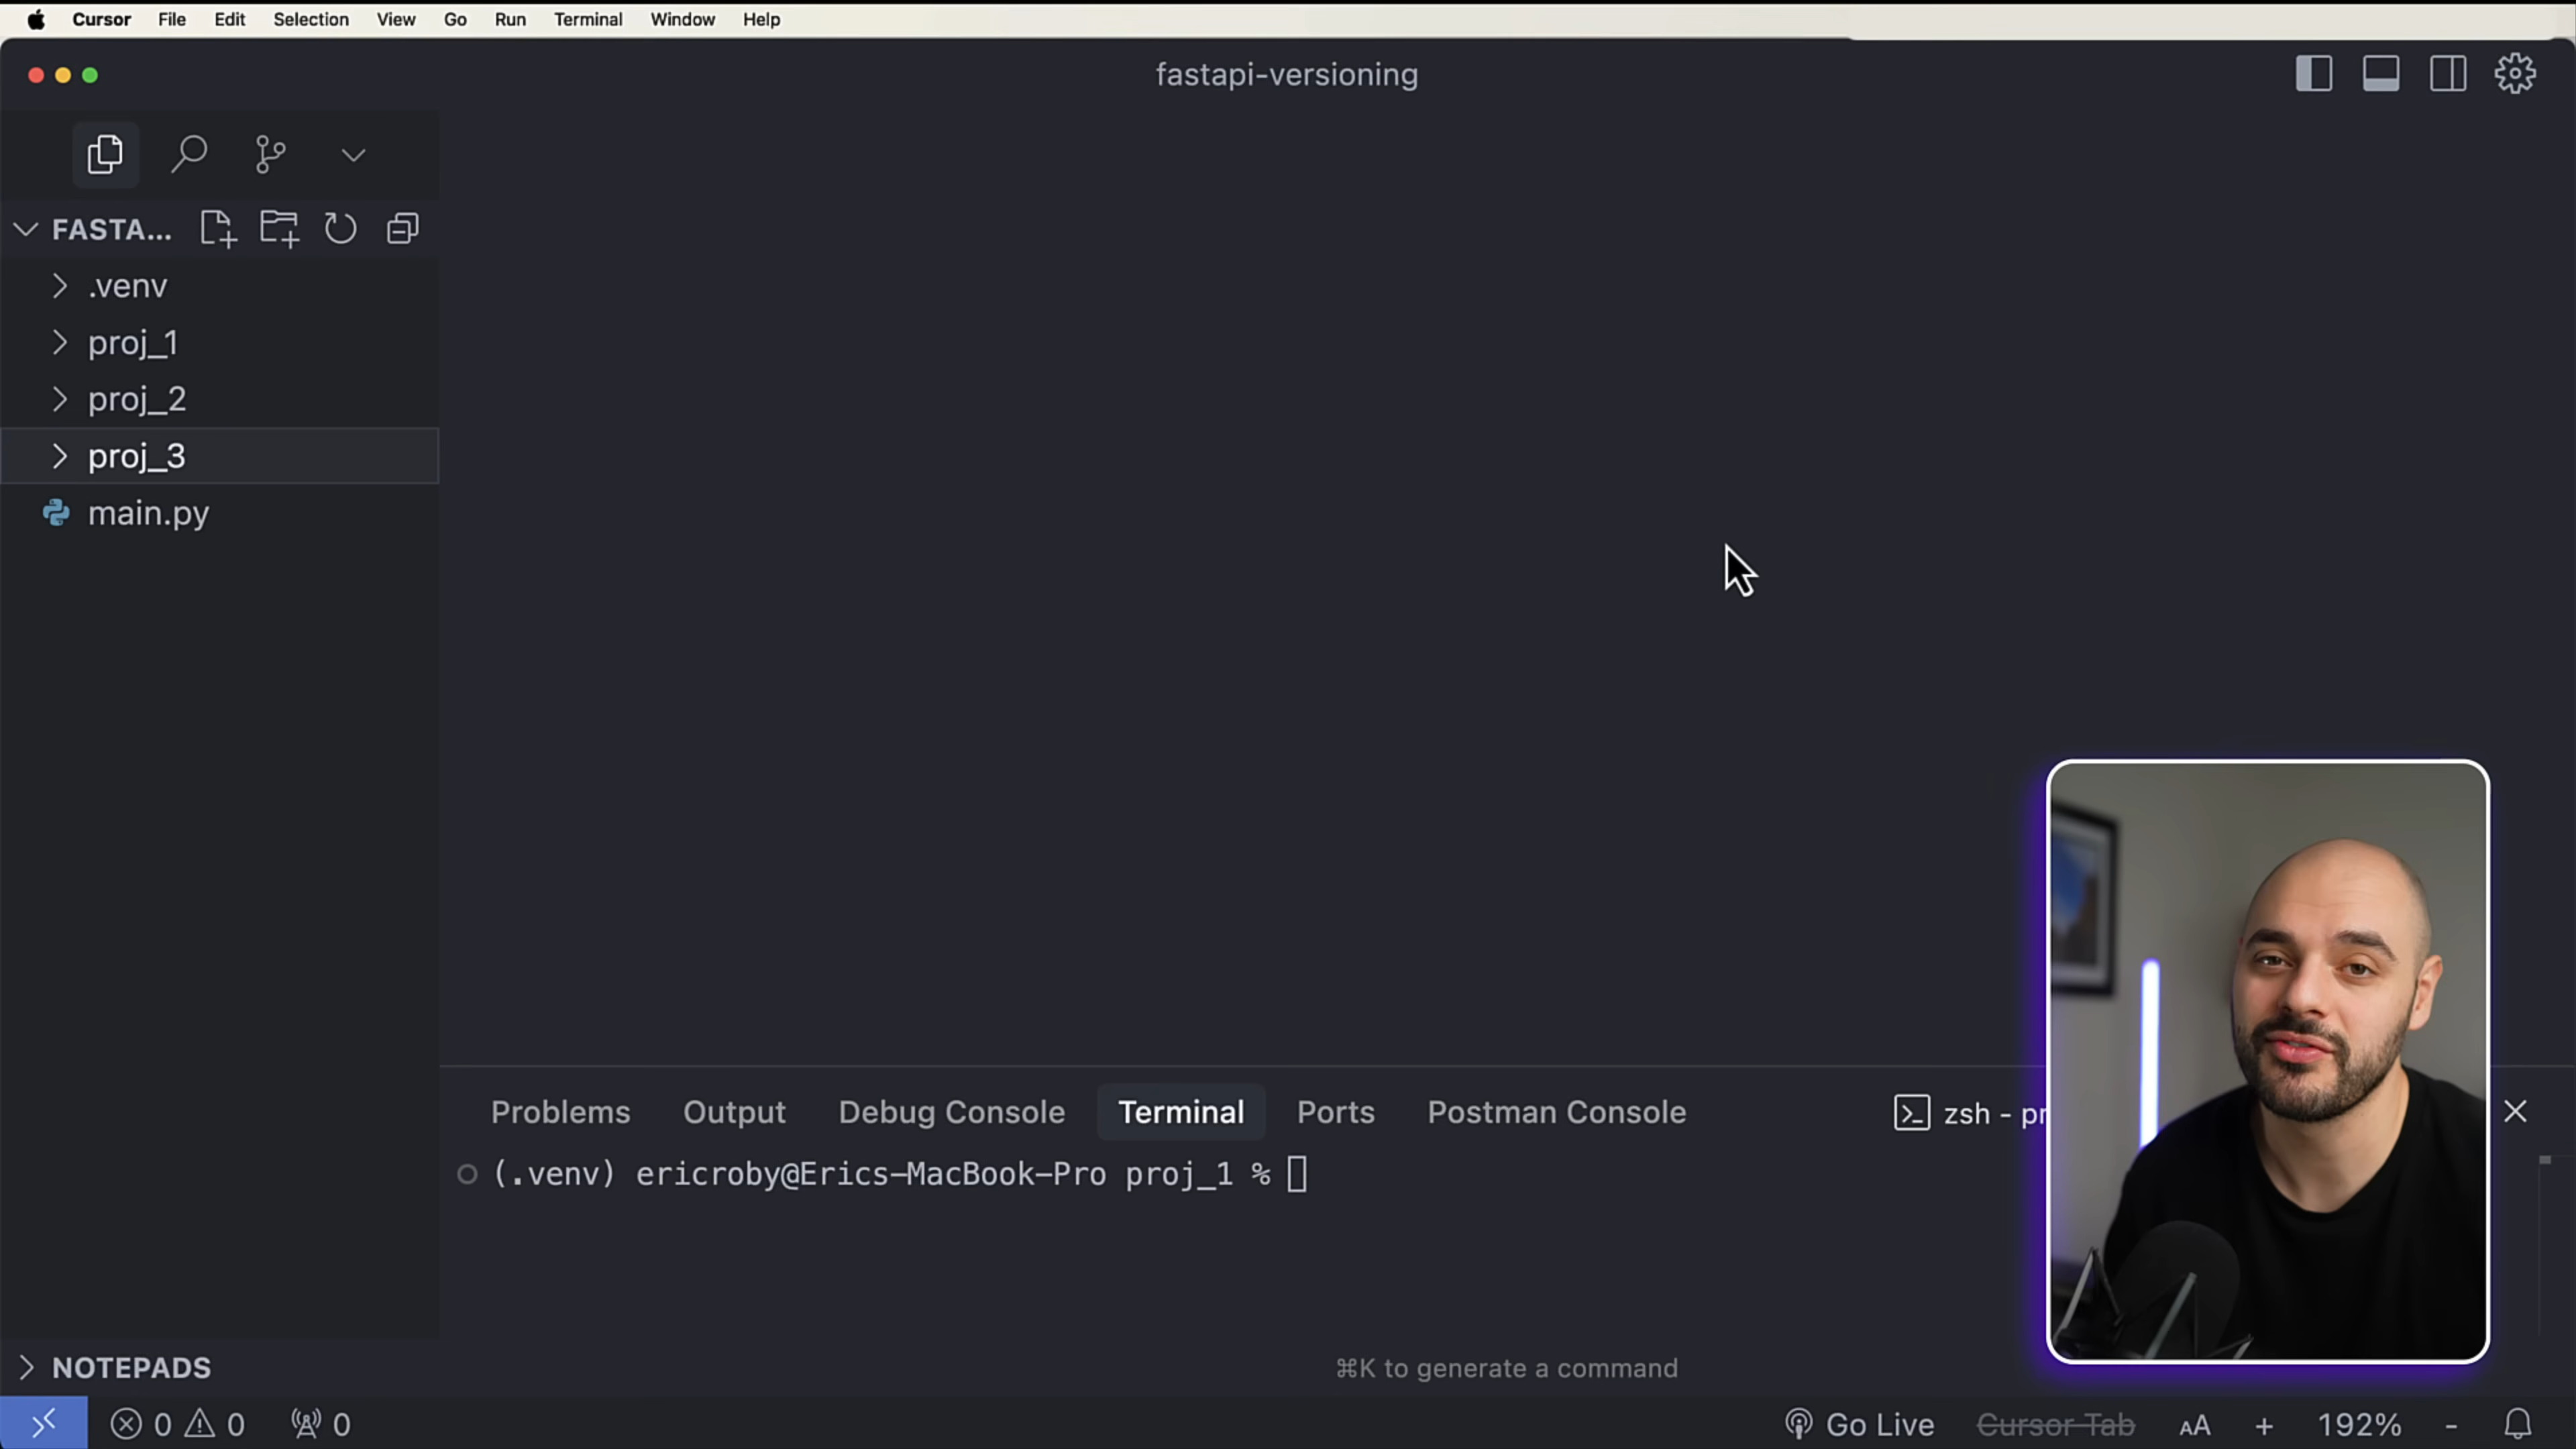 Cursor File Edit Selection View Go Run Terminal Window Help
fastapi-versioning
FASTA...
.venv
proj_1
proj_2
proj_3
main.py
Problems Output Debug Console Terminal Ports Postman Console
zsh - pr
(.venv) ericroby@Erics-MacBook-Pro proj_1 %
NOTEPADS
⌘K to generate a command
0 0 0
Go Live Cursor Tab AA + 192% -